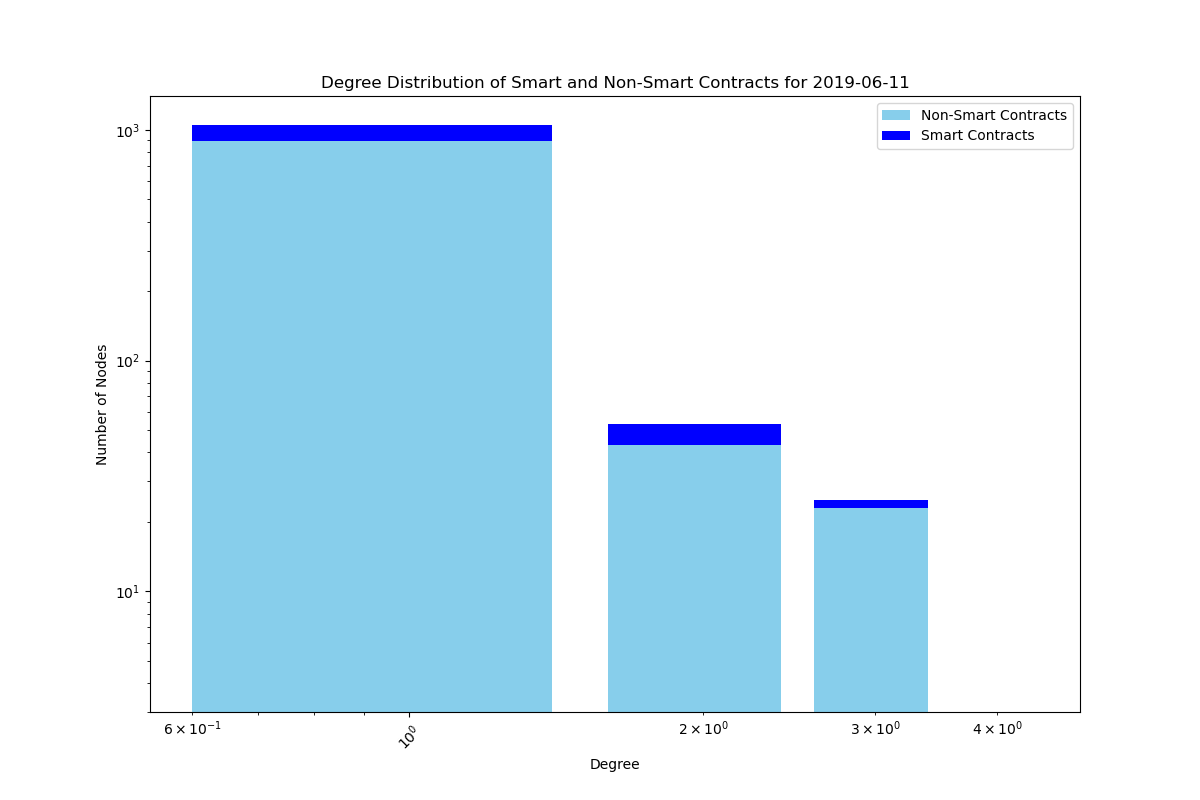 Degree Distribution of Smart and Non-Smart Contracts for 2019-06-11
Non-Smart Contracts
Smart Contracts
Number of Nodes
10³
10²
10¹
6 × 10⁻¹
10⁰
2 × 10⁰
3 × 10⁰
4 × 10⁰
Degree